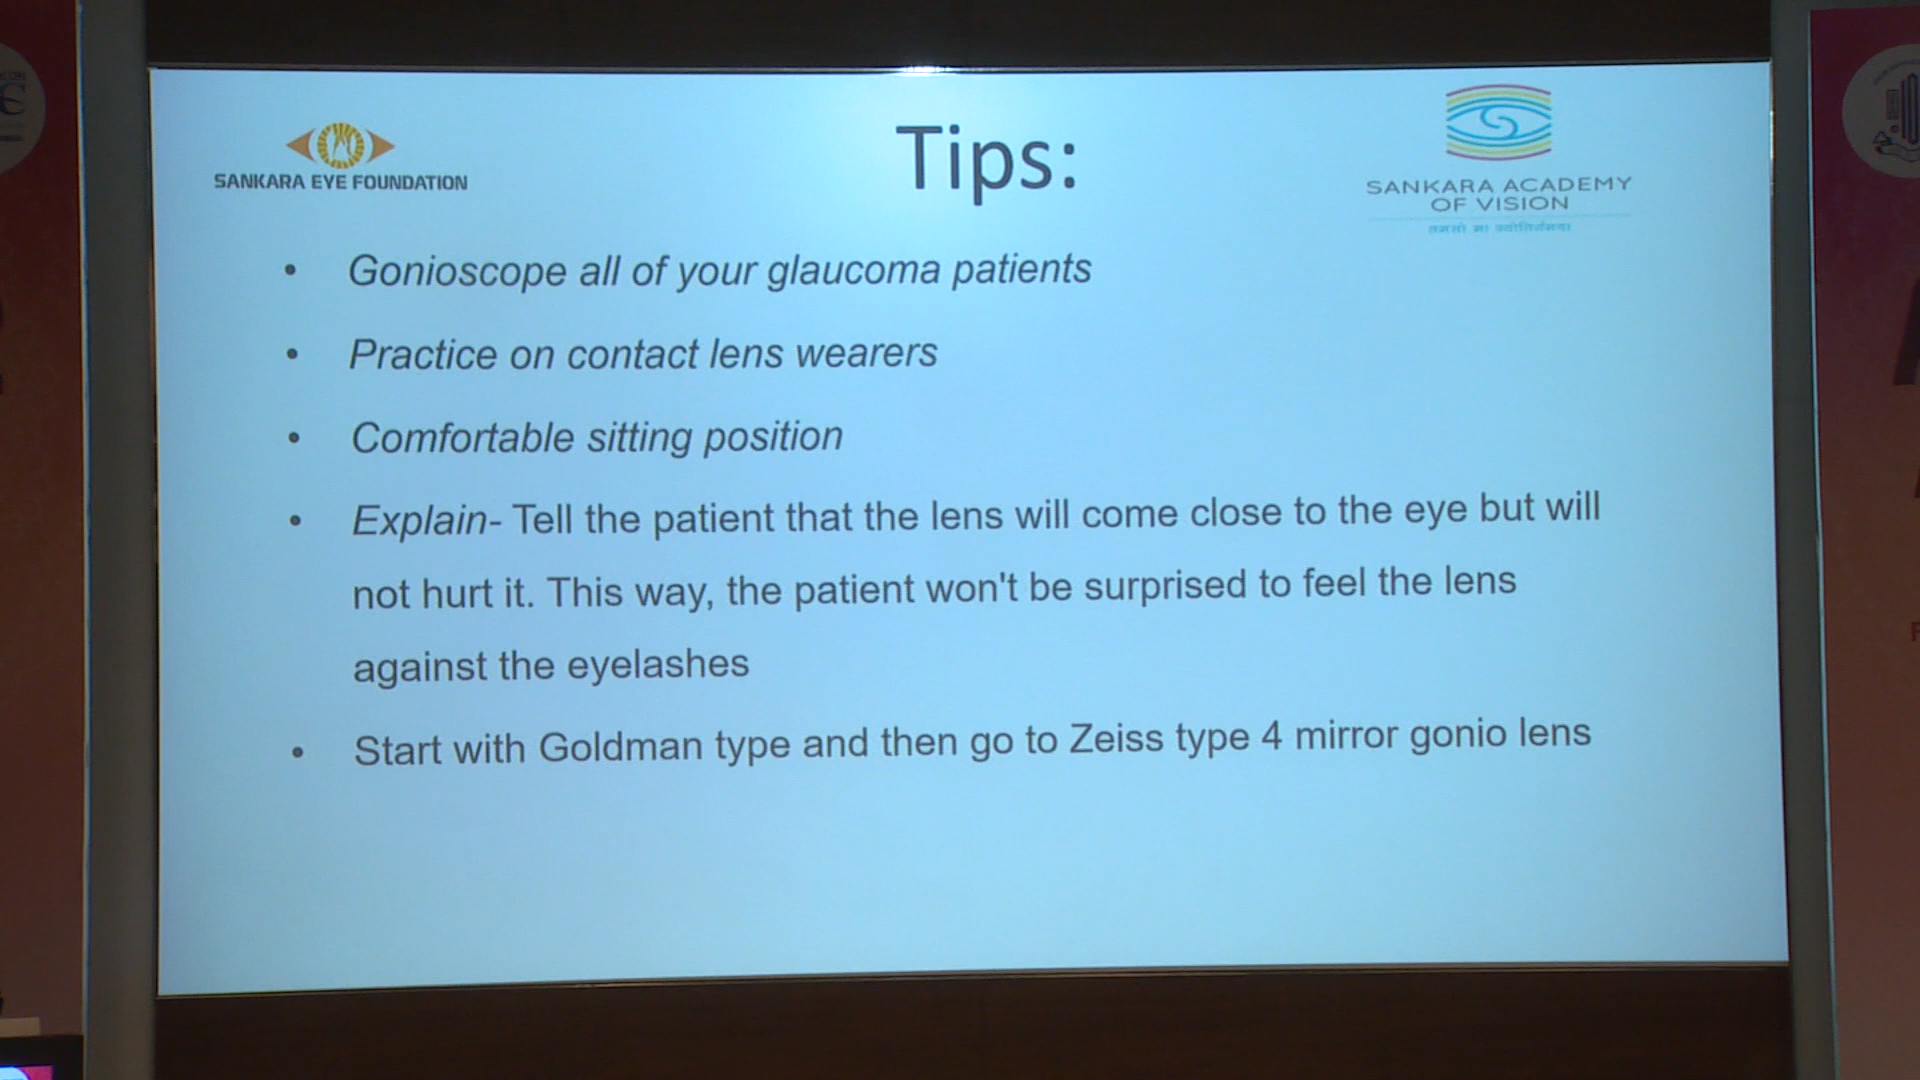 SANKARA EYE FOUNDATION
Tips:
SANKARA ACADEMY
OF VISION
तमसो मा ज्योतिर्गमया
• Gonioscope all of your glaucoma patients
• Practice on contact lens wearers
• Comfortable sitting position
• Explain- Tell the patient that the lens will come close to the eye but will
not hurt it. This way, the patient won't be surprised to feel the lens
against the eyelashes
• Start with Goldman type and then go to Zeiss type 4 mirror gonio lens